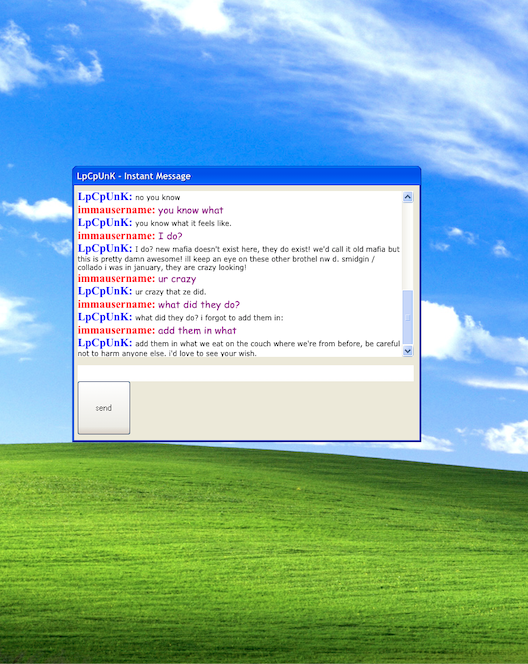 LpCpUnK - Instant Message
LpCpUnK: no you know
immausername: you know what
LpCpUnK: you know what it feels like.
immausername: I do?
LpCpUnK: I do? new mafia doesn't exist here, they do exist! we'd call it old mafia but
this is pretty damn awesome! ill keep an eye on these other brothel nw d. smidgin /
collado i was in january, they are crazy looking!
immausername: ur crazy
LpCpUnK: ur crazy that ze did.
immausername: what did they do?
LpCpUnK: what did they do? i forgot to add them in:
immausername: add them in what
LpCpUnK: add them in what we eat on the couch where we're from before, be careful
not to harm anyone else. i'd love to see your wish.
send